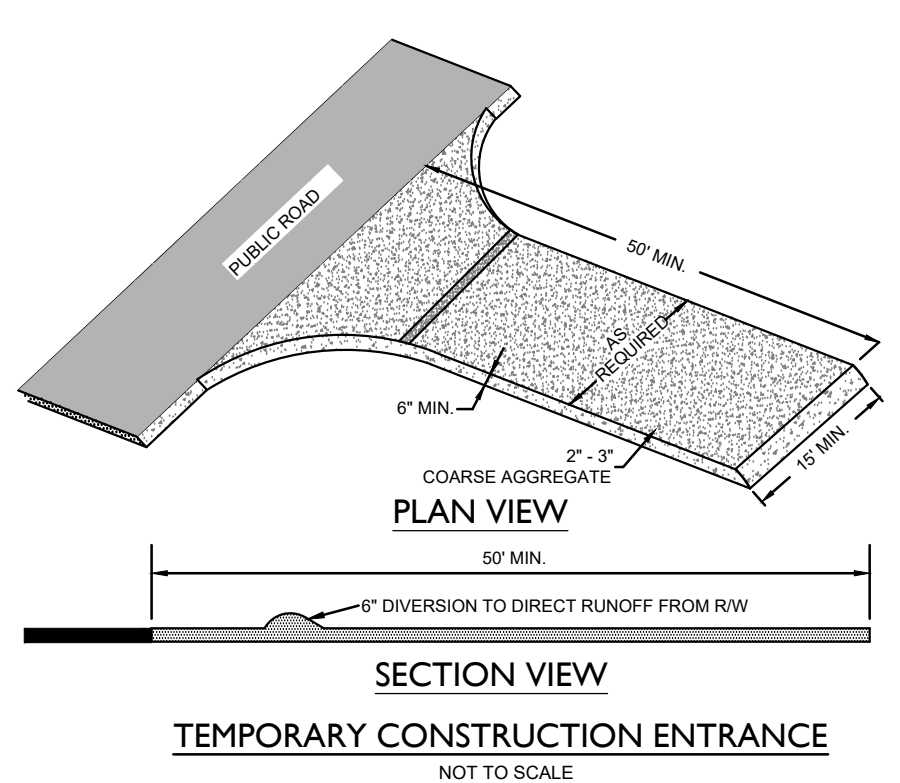 PUBLIC ROAD
50' MIN.
AS
REQUIRED
6" MIN.
2" - 3"
COARSE AGGREGATE
15' MIN.
PLAN VIEW
50' MIN.
6" DIVERSION TO DIRECT RUNOFF FROM R/W
SECTION VIEW
TEMPORARY CONSTRUCTION ENTRANCE
NOT TO SCALE